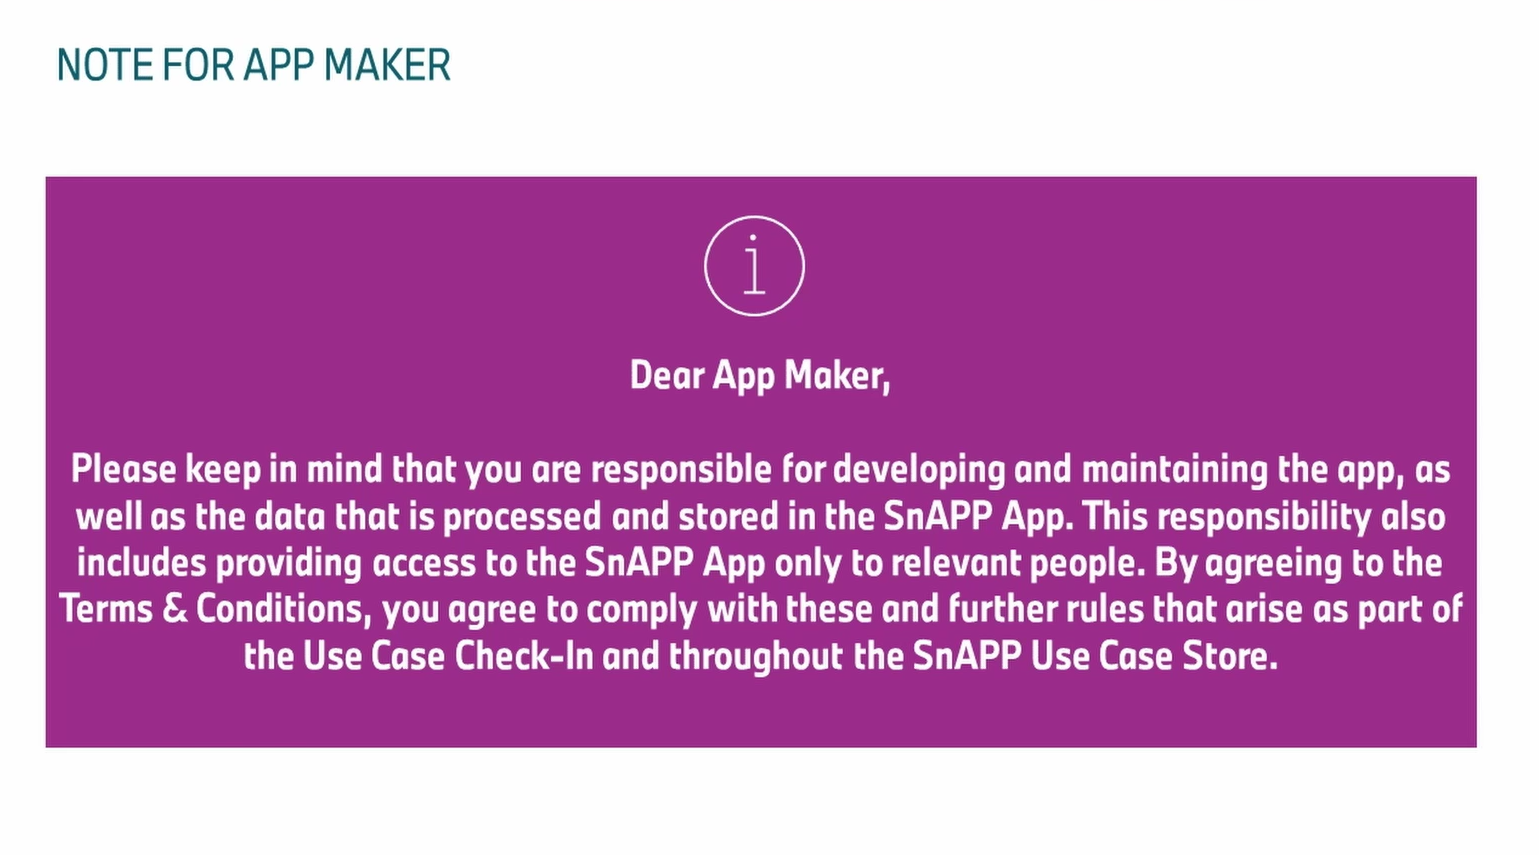 NOTE FOR APP MAKER
i
Dear App Maker,
Please keep in mind that you are responsible for developing and maintaining the app, as
well as the data that is processed and stored in the SnAPP App. This responsibility also
includes providing access to the SnAPP App only to relevant people. By agreeing to the
Terms & Conditions, you agree to comply with these and further rules that arise as part of
the Use Case Check-In and throughout the SnAPP Use Case Store.